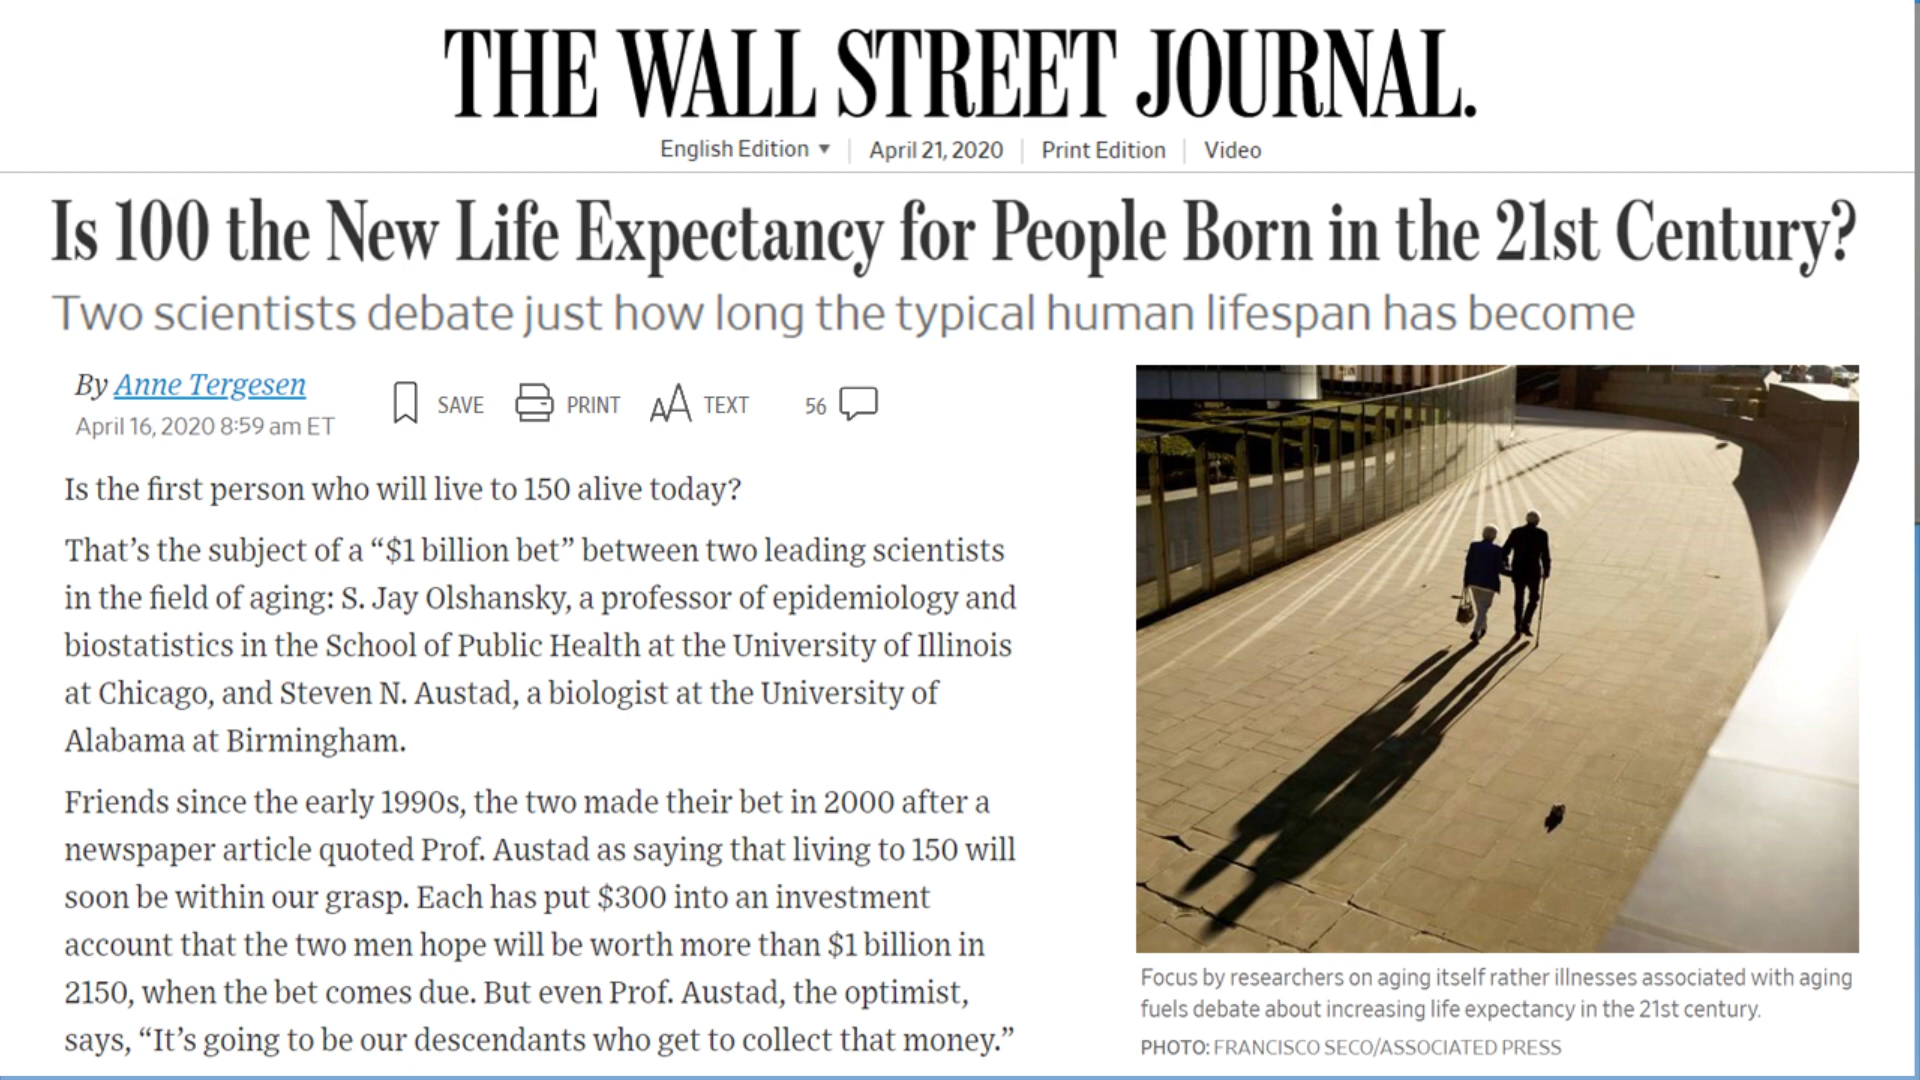 THE WALL STREET JOURNAL.
English Edition ▼ | April 21, 2020 | Print Edition | Video
Is 100 the New Life Expectancy for People Born in the 21st Century?
Two scientists debate just how long the typical human lifespan has become
By Anne Tergesen
April 16, 2020 8:59 am ET
SAVE PRINT AA TEXT 56
Is the first person who will live to 150 alive today?
That’s the subject of a “$1 billion bet” between two leading scientists
in the field of aging: S. Jay Olshansky, a professor of epidemiology and
biostatistics in the School of Public Health at the University of Illinois
at Chicago, and Steven N. Austad, a biologist at the University of
Alabama at Birmingham.
Friends since the early 1990s, the two made their bet in 2000 after a
newspaper article quoted Prof. Austad as saying that living to 150 will
soon be within our grasp. Each has put $300 into an investment
account that the two men hope will be worth more than $1 billion in
2150, when the bet comes due. But even Prof. Austad, the optimist,
says, “It’s going to be our descendants who get to collect that money.”
Focus by researchers on aging itself rather illnesses associated with aging
fuels debate about increasing life expectancy in the 21st century.
PHOTO: FRANCISCO SECO/ASSOCIATED PRESS